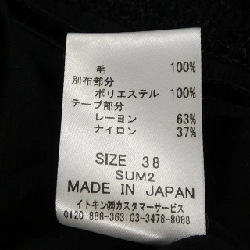 毛 100%
別布部分
ポリエステル 100%
テープ部分
レーヨン 63%
ナイロン 37%
SIZE 38
SUM2
MADE IN JAPAN
イトキン㈱カスタマーサービス
0120 888-363 03-3478-8088